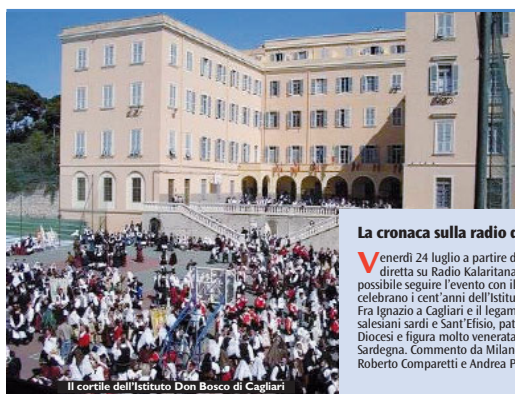 Il cortile dell'Istituto Don Bosco di Cagliari
La cronaca sulla radio
Venerdì 24 luglio a partire
diretta su Radio Kalaritana
possibile seguire l'evento con il
celebrano i cent'anni dell'Istitu
Fra Ignazio a Cagliari e il legam
salesiani sardi e Sant'Efisio, pat
Diocesi e figura molto venerata
Sardegna. Commento da Milan
Roberto Comparetti e Andrea P